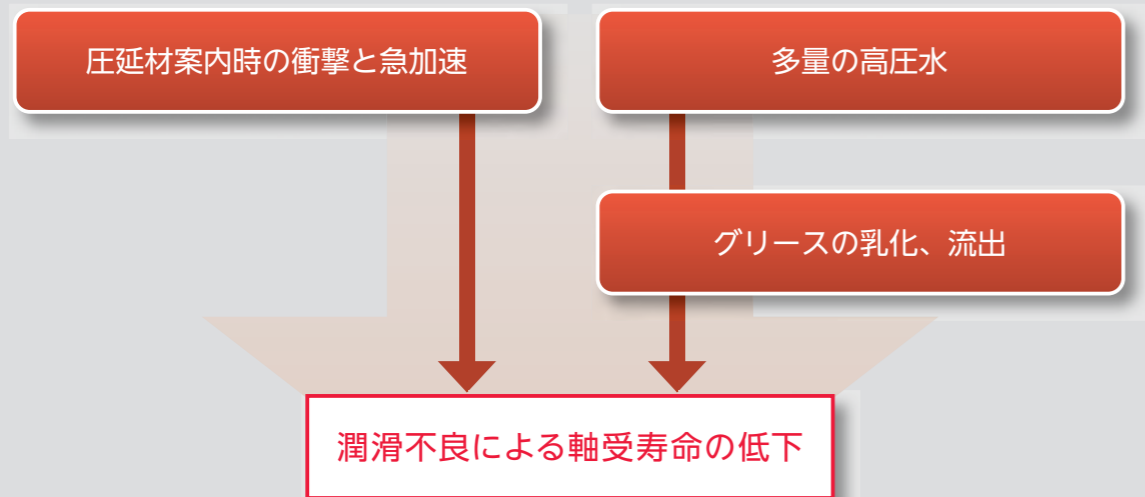 圧延材案内時の衝撃と急加速
多量の高圧水
グリースの乳化、流出
潤滑不良による軸受寿命の低下